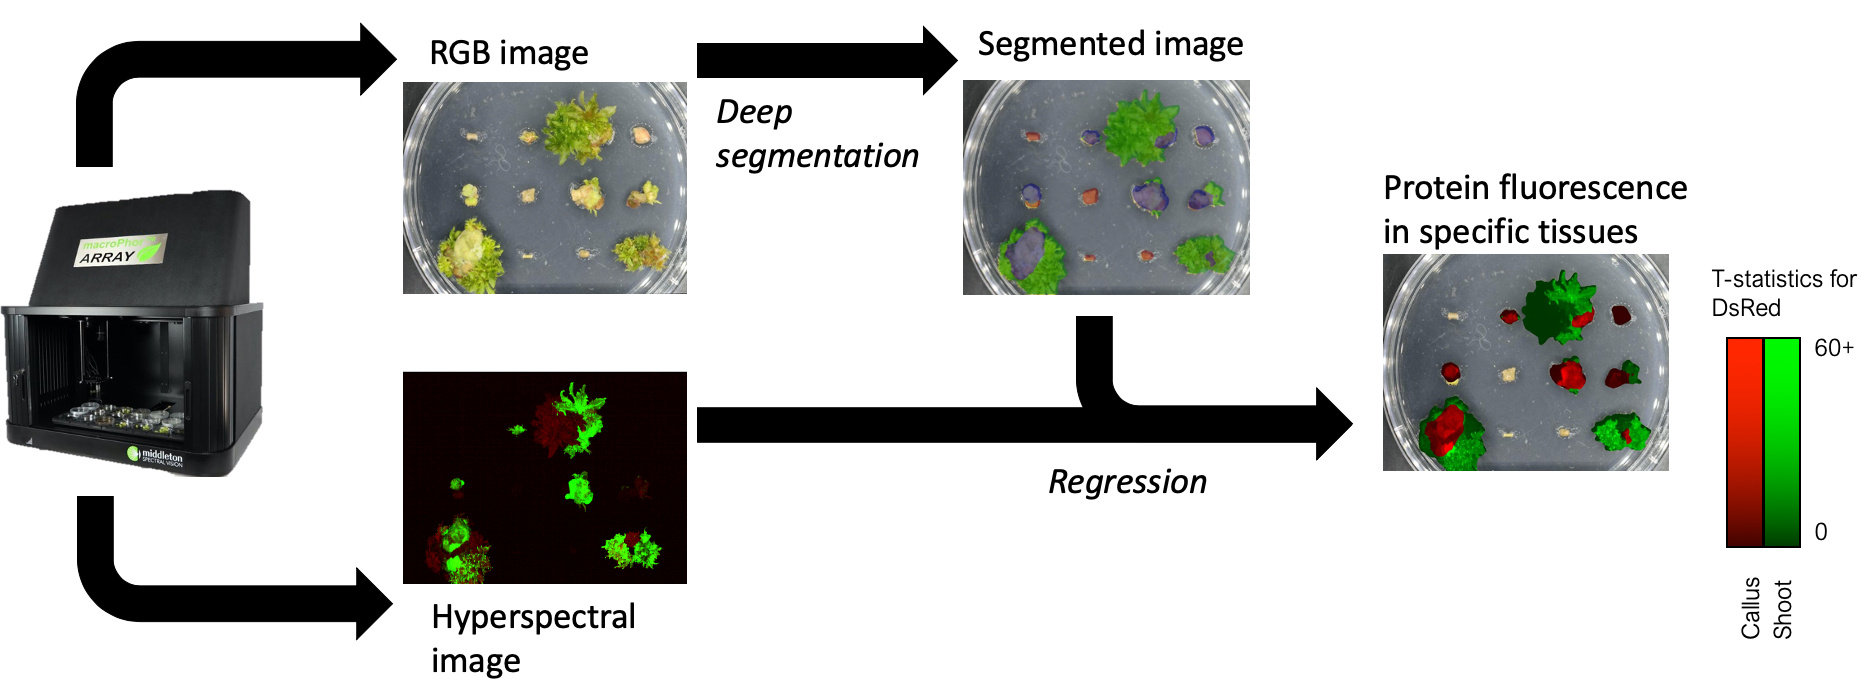 RGB image
Segmented image
Deep
segmentation
Protein fluorescence
in specific tissues
macroPhor
ARRAY
middleton
SPECTRAL VISION
T-statistics for
DsRed
60+
0
Callus
Shoot
Regression
Hyperspectral
image